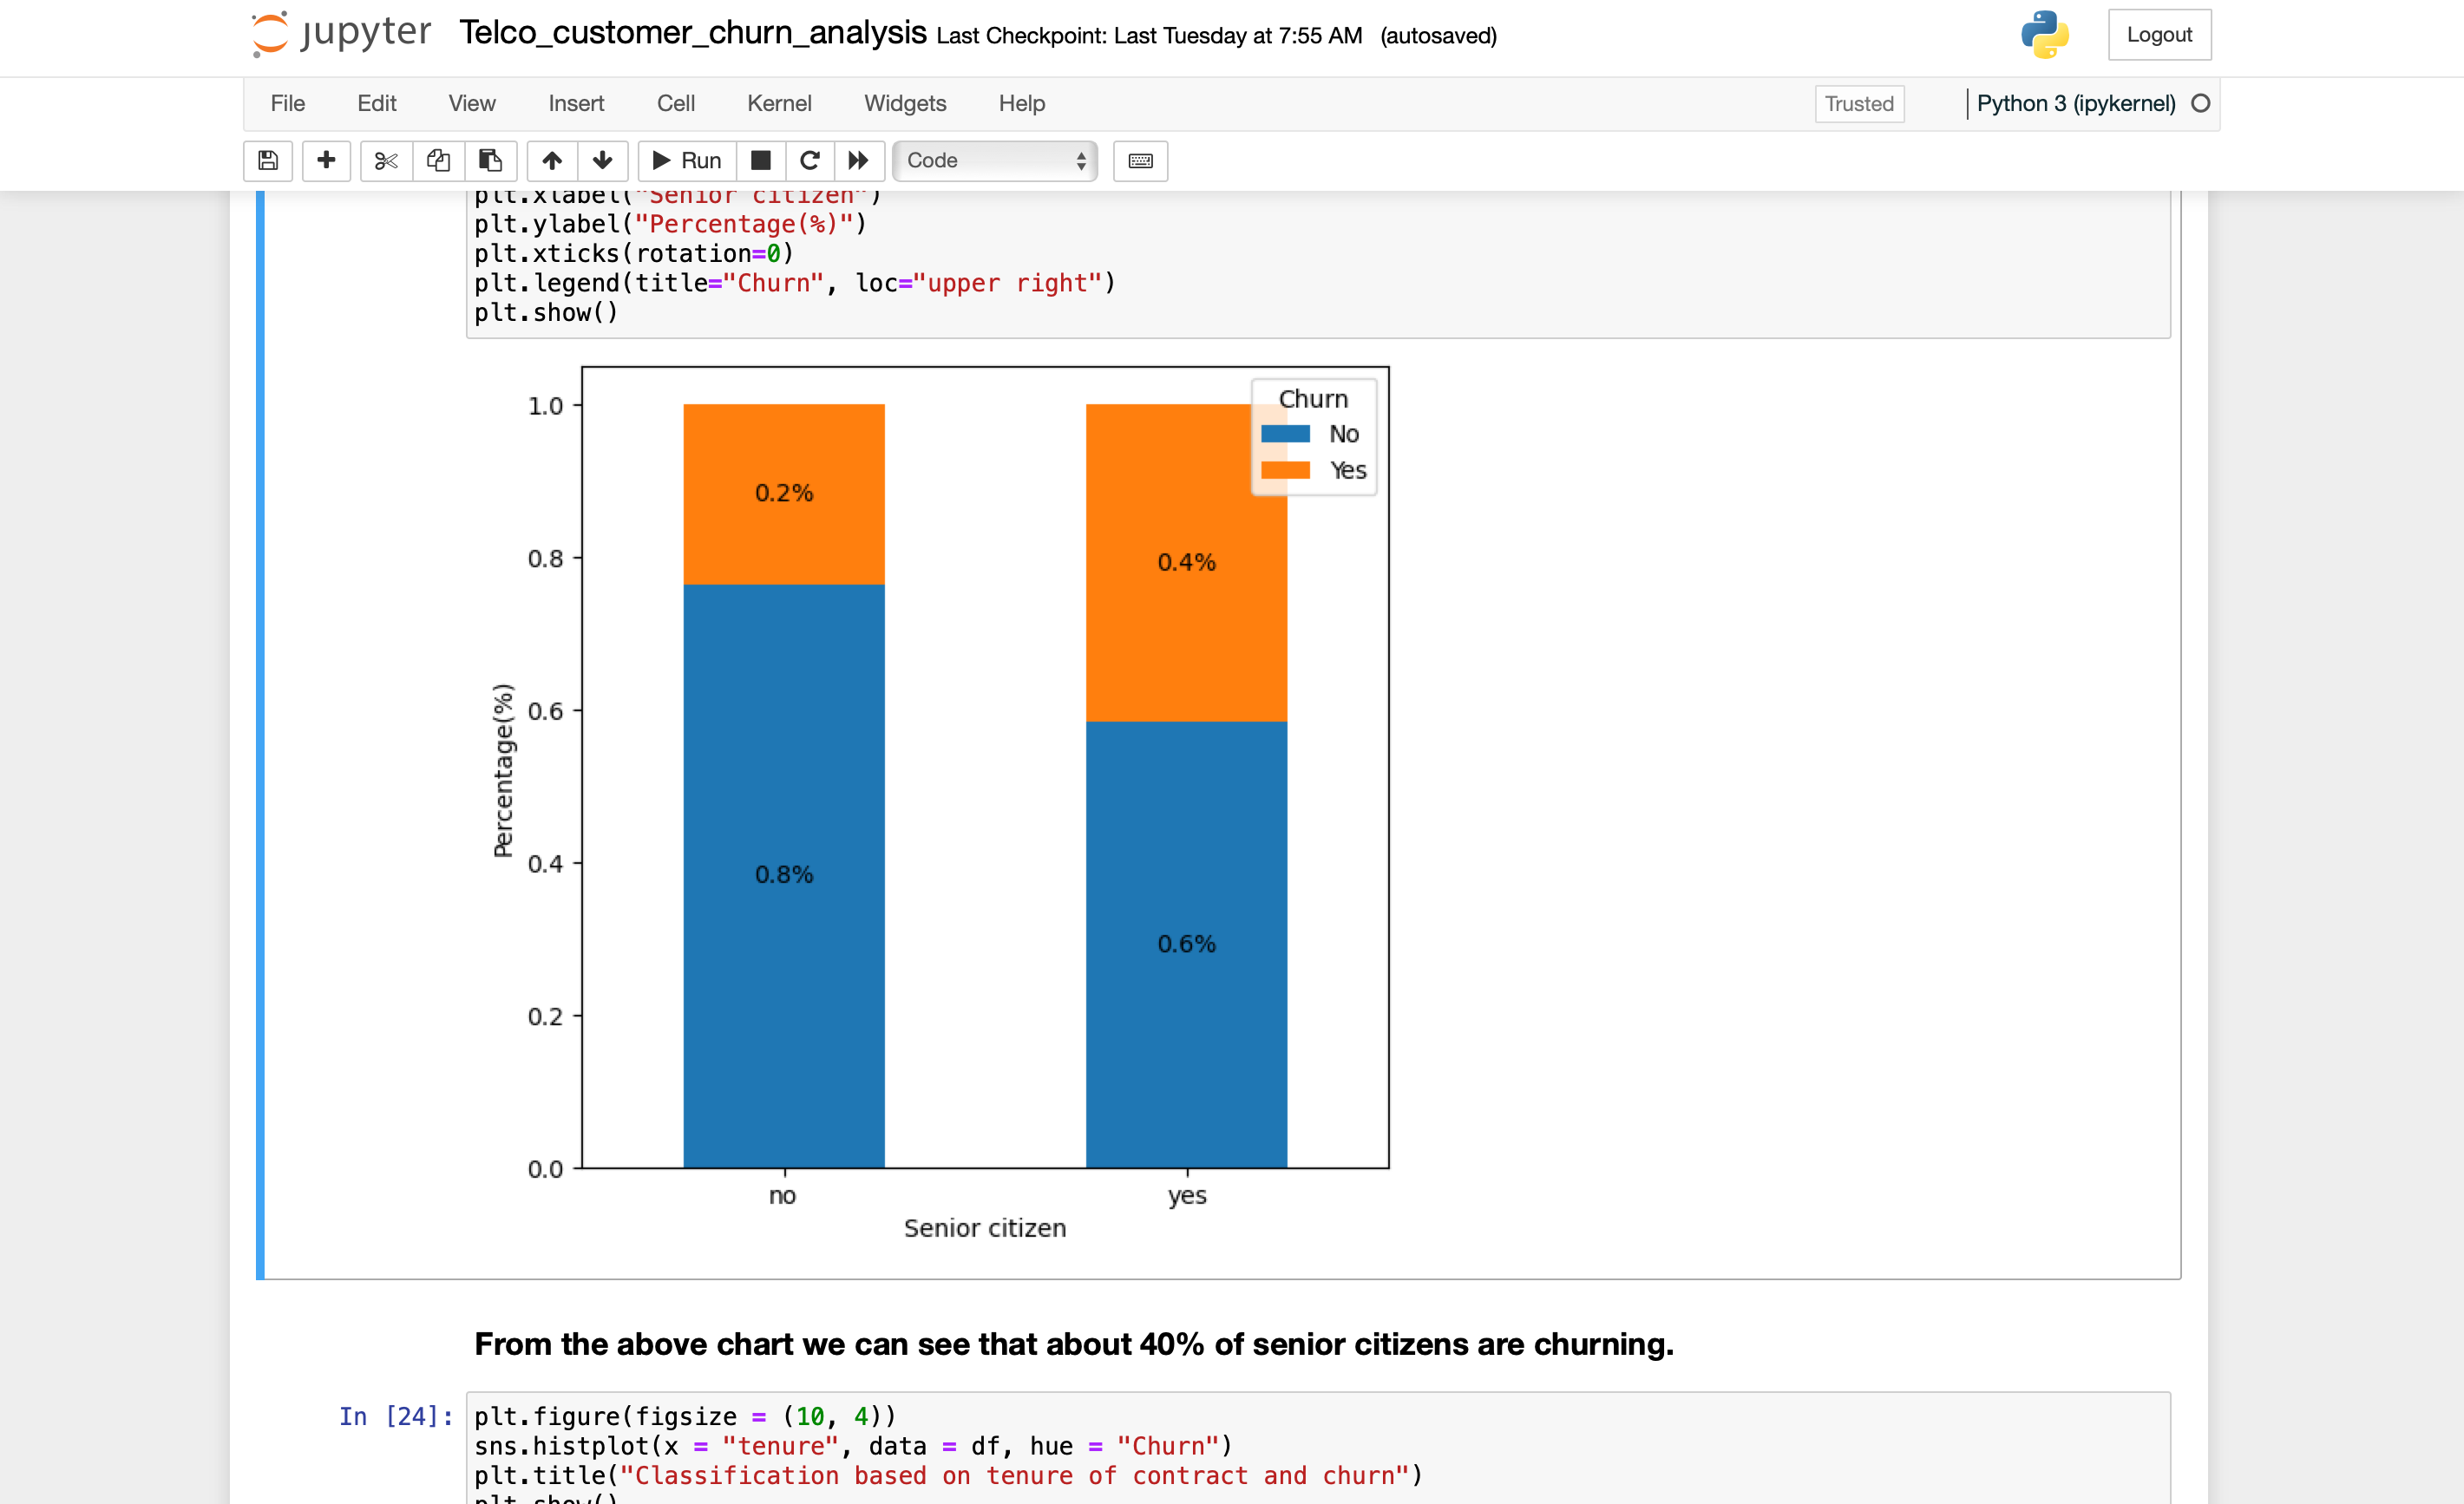 jupyter Telco_customer_churn_analysis Last Checkpoint: Last Tuesday at 7:55 AM (autosaved) Logout
File Edit View Insert Cell Kernel Widgets Help Trusted Python 3 (ipykernel)
Run Code
plt.xlabel("Senior citizen")
plt.ylabel("Percentage(%)")
plt.xticks(rotation=0)
plt.legend(title="Churn", loc="upper right")
plt.show()
Churn
No
Yes
1.0
0.8
0.6
0.4
0.2
0.0
Percentage(%)
0.2%
0.4%
0.8%
0.6%
no yes
Senior citizen
From the above chart we can see that about 40% of senior citizens are churning.
In [24]: plt.figure(figsize = (10, 4))
sns.histplot(x = "tenure", data = df, hue = "Churn")
plt.title("Classification based on tenure of contract and churn")
plt.show()